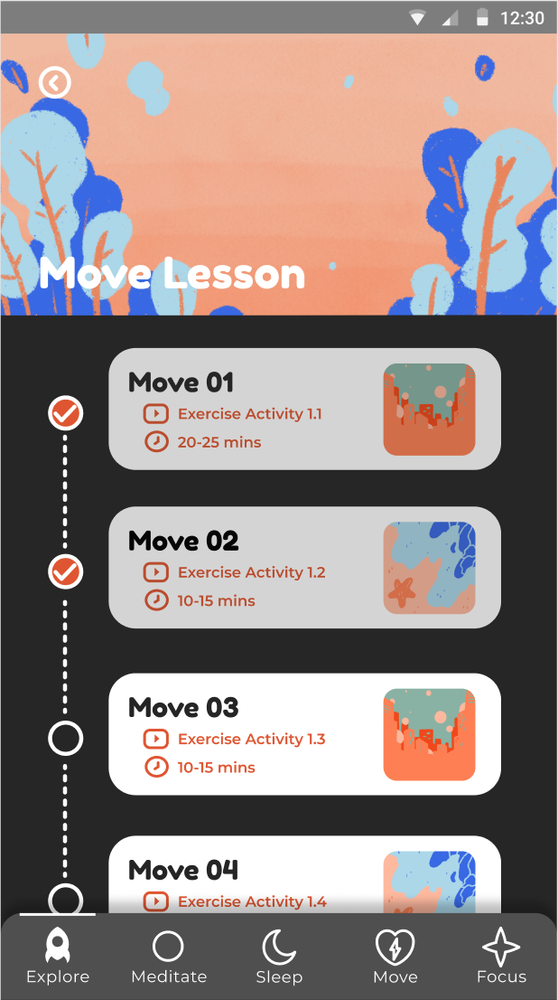 12:30
Move Lesson
Move 01
Exercise Activity 1.1
20-25 mins
Move 02
Exercise Activity 1.2
10-15 mins
Move 03
Exercise Activity 1.3
10-15 mins
Move 04
Exercise Activity 1.4
Explore Meditate Sleep Move Focus